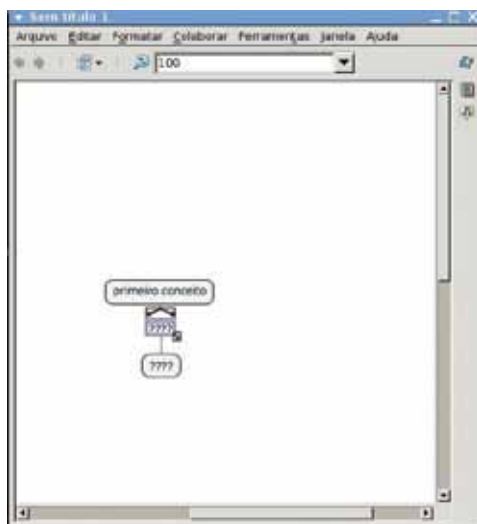 Sem título 1
Arquivo Editar Formatar Colaborar Ferramentas Janela Ajuda
100
primeiro conceito
????
????